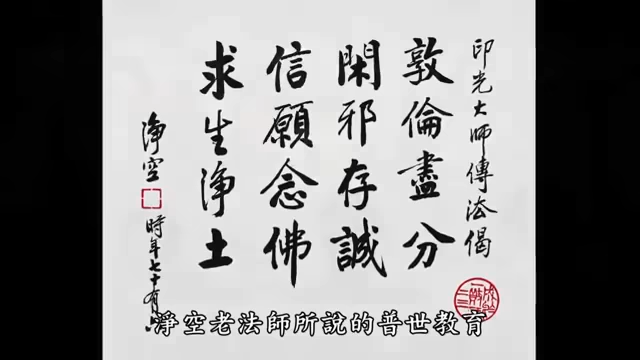 印光大師傳法偈
敦倫盡分
閑邪存誠
信願念佛
求生淨土
淨空
時年七十有
淨空老法師所說的普世教育